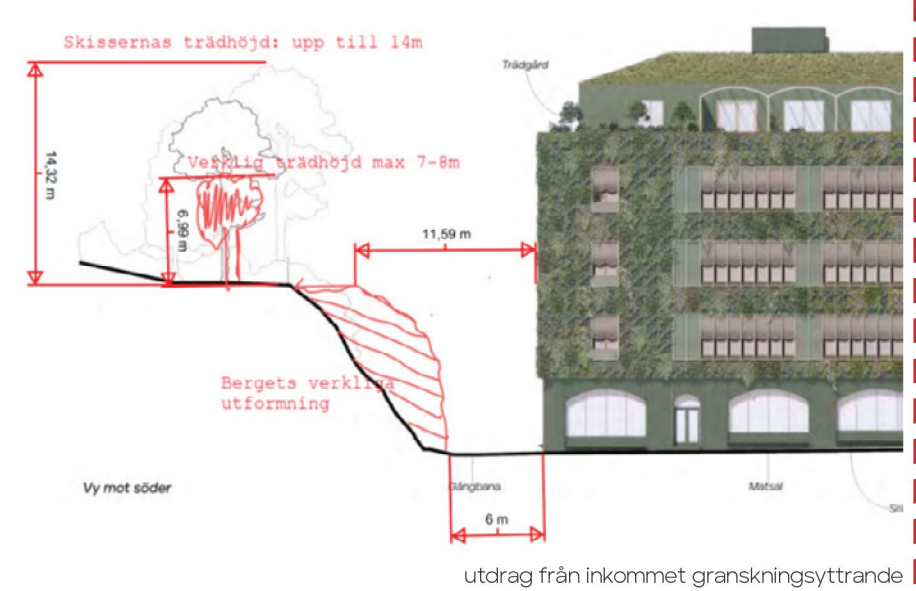 Skissernas trädhöjd: upp till 14m
Trädgård
14,32 m
Verklig trädhöjd max 7-8m
6,99 m
11,59 m
Bergets verkliga
utformning
Vy mot söder
Gångbana
Matsal
6 m
utdrag från inkommet granskningsyttrande